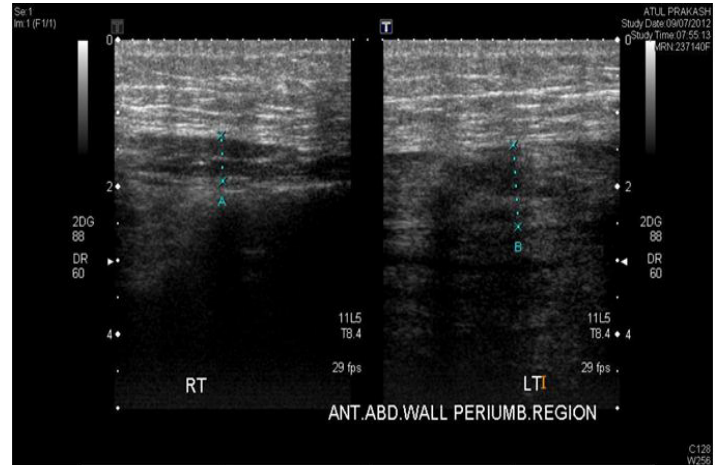 Se:1
Im:1 (F1/1)
ATUL PRAKASH
Study Date:09/07/2012
Study Time:07:55:13
MRN:237140F
T
T
0
0
2
2
4
4
2DG
88
DR
60
2DG
88
DR
60
A
B
11L5
T8.4
29 fps
11L5
T8.4
29 fps
RT
LT
ANT.ABD.WALL PERIUMB.REGION
C128
W256